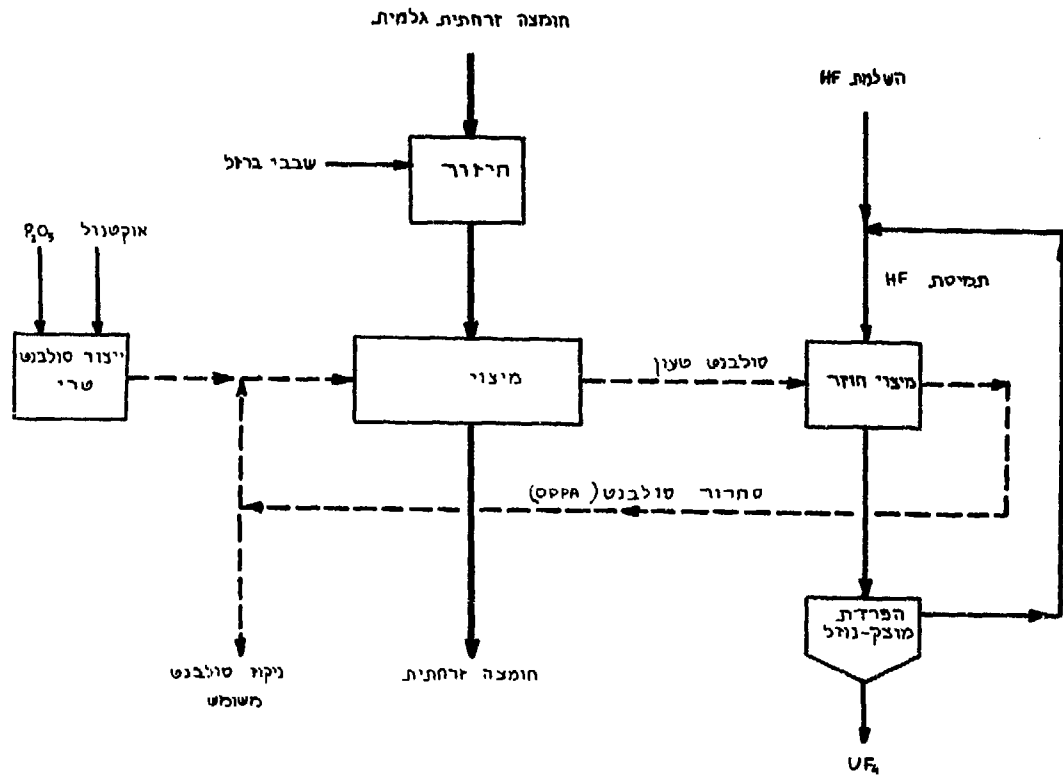 חומצה זרחתית גלמית
השלמת HF
שבבי ברזל
חיזור
P₂O₅
אוקטנול
תמיסת HF
ייצור סולבנט
טרי
מיצוי
סולבנט טעון
מיצוי חוזר
סחרור סולבנט (OPPA)
הפרדת
מוצק-נוזל
ניקוז סולבנט
משומש
חומצה זרחתית
UF₄